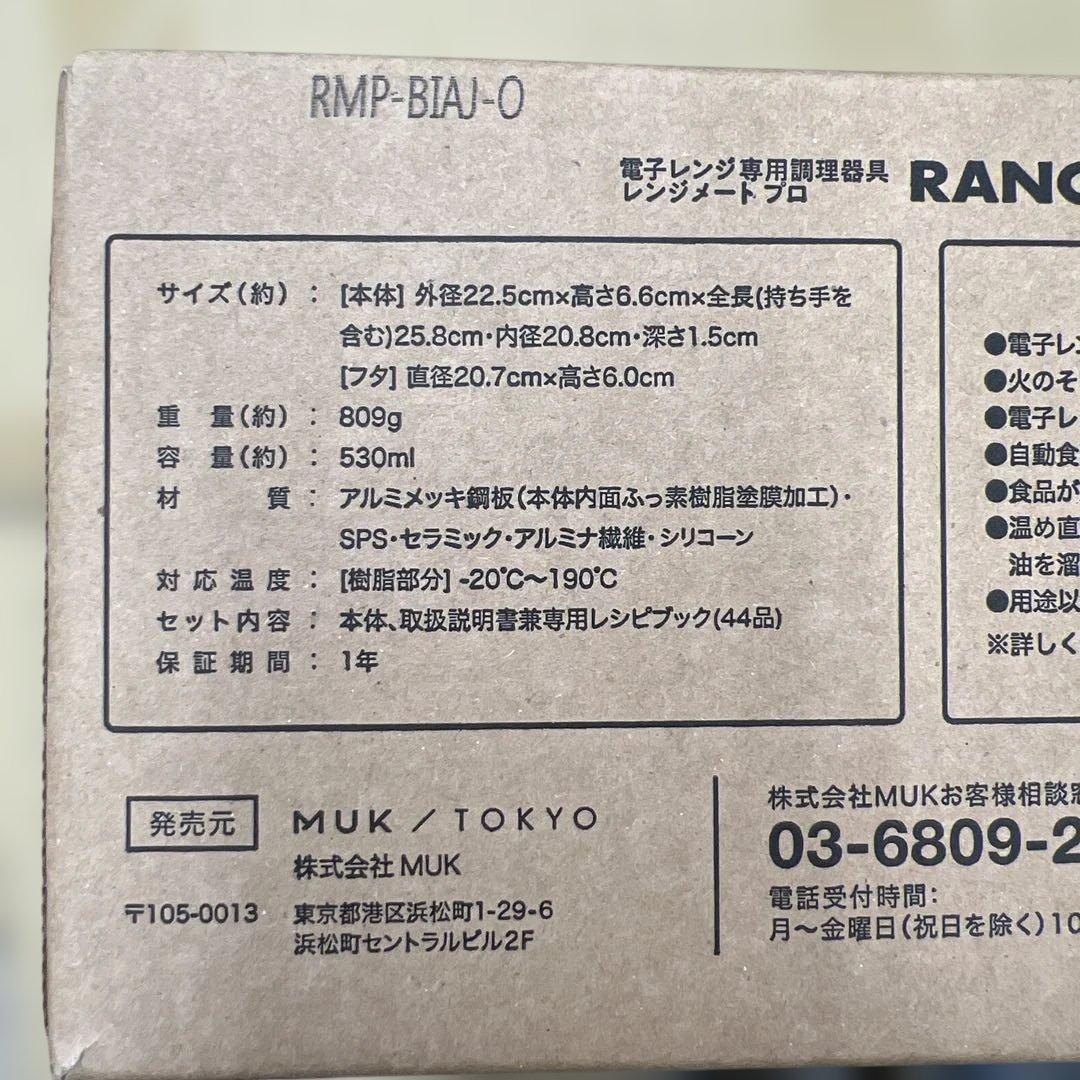 RMP-BIAJ-O
電子レンジ専用調理器具
レンジメート プロ
RANG
サイズ(約) : [本体] 外径22.5cm×高さ6.6cm×全長(持ち手を
含む)25.8cm・内径20.8cm・深さ1.5cm
[フタ] 直径20.7cm×高さ6.0cm
重量(約) : 809g
容量(約) : 530ml
材質 : アルミメッキ鋼板(本体内面ふっ素樹脂塗膜加工)・
SPS・セラミック・アルミナ繊維・シリコーン
対応温度 : [樹脂部分] -20℃～190℃
セット内容 : 本体、取扱説明書兼専用レシピブック(44品)
保証期間 : 1年
●電子レン
●火のそ
●電子レ
●自動食
●食品が
●温め直
油を溜
●用途以
※詳しく
発売元
MUK / TOKYO
株式会社 MUK
〒105-0013 東京都港区浜松町1-29-6
浜松町セントラルビル2F
株式会社MUKお客様相談窓
03-6809-2
電話受付時間:
月～金曜日(祝日を除く)10